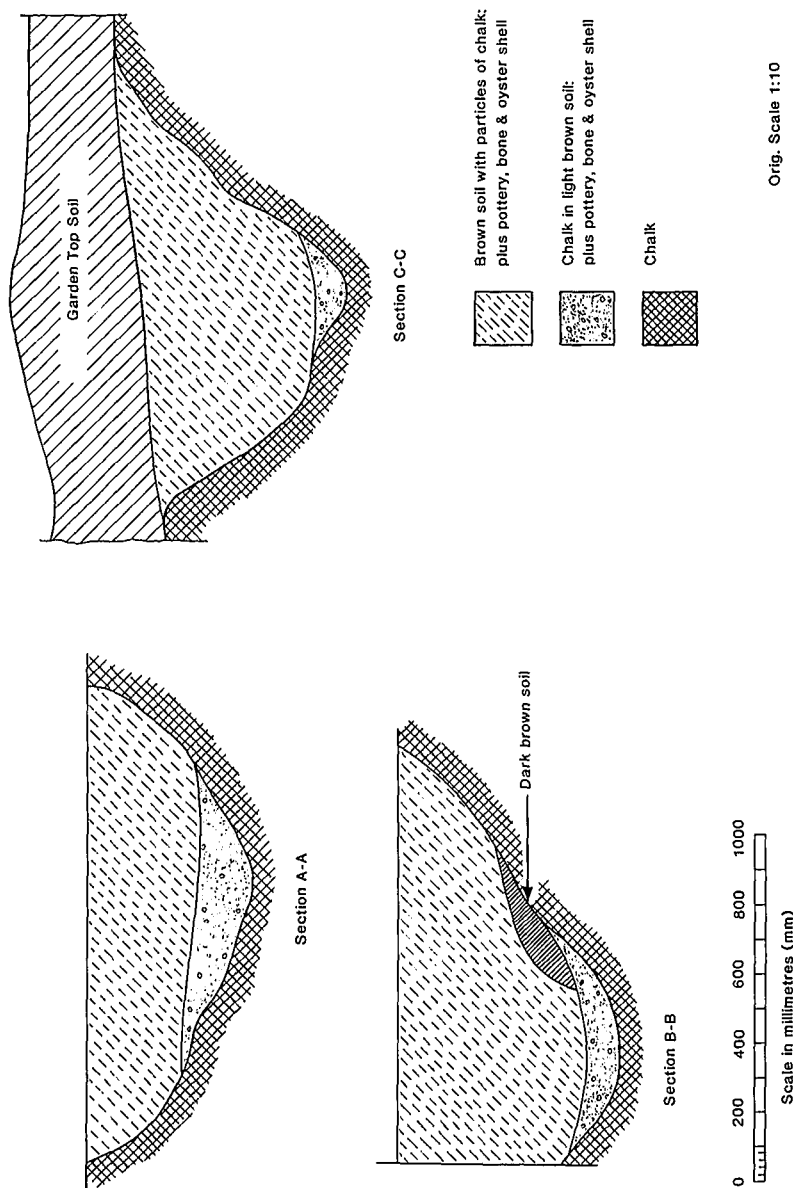 Garden Top Soil
Section C-C
Brown soil with particles of chalk:
plus pottery, bone & oyster shell
Chalk in light brown soil:
plus pottery, bone & oyster shell
Chalk
Orig. Scale 1:10
Section A-A
Dark brown soil
Section B-B
0 200 400 600 800 1000
Scale in millimetres (mm)